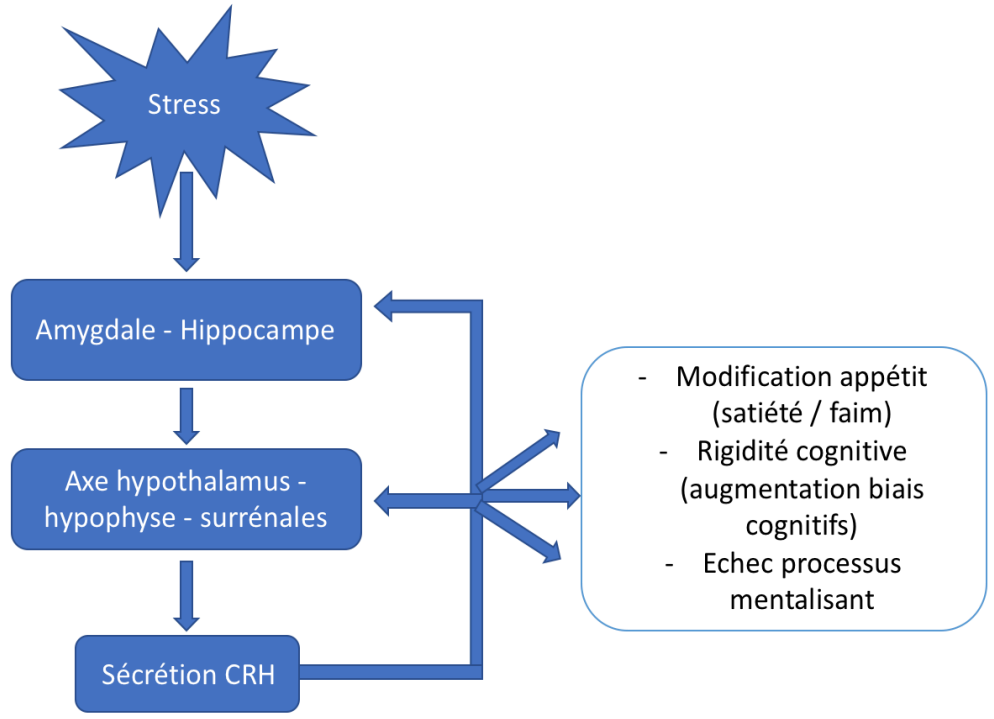 Stress
Amygdale - Hippocampe
Axe hypothalamus -
hypophyse - surrénales
Sécrétion CRH
- Modification appétit
(satiété / faim)
- Rigidité cognitive
(augmentation biais
cognitifs)
- Echec processus
mentalisant